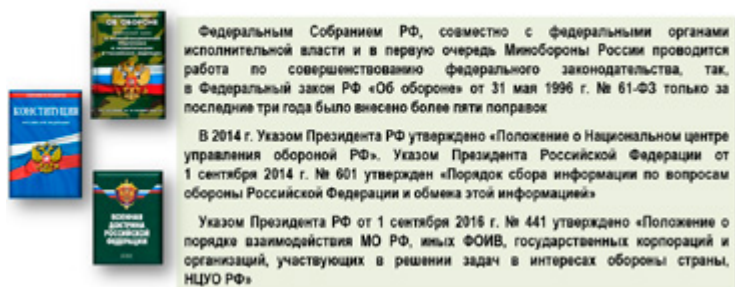 ОБ ОБОРОНЕ
КОНСТИТУЦИЯ
ВОЕННАЯ
ДОКТРИНА
РОССИЙСКОЙ
ФЕДЕРАЦИИ
Федеральным Собранием РФ, совместно с федеральными органами
исполнительной власти и в первую очередь Минобороны России проводится
работа по совершенствованию федерального законодательства, так,
в Федеральный закон РФ «Об обороне» от 31 мая 1996 г. № 61-ФЗ только за
последние три года было внесено более пяти поправок
В 2014 г. Указом Президента РФ утверждено «Положение о Национальном центре
управления обороной РФ». Указом Президента Российской Федерации от
1 сентября 2014 г. № 601 утвержден «Порядок сбора информации по вопросам
обороны Российской Федерации и обмена этой информацией»
Указом Президента РФ от 1 сентября 2016 г. № 441 утверждено «Положение о
порядке взаимодействия МО РФ, иных ФОИВ, государственных корпораций и
организаций, участвующих в решении задач в интересах обороны страны,
НЦУО РФ»